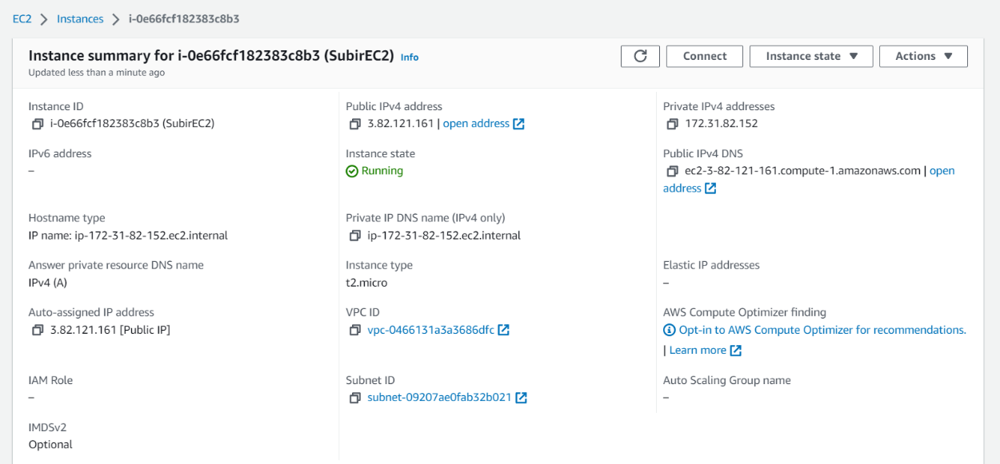 EC2 > Instances > i-0e66fcf182383c8b3
Instance summary for i-0e66fcf182383c8b3 (SubirEC2) Info
Updated less than a minute ago
Connect
Instance state
Actions
Instance ID
i-0e66fcf182383c8b3 (SubirEC2)
Public IPv4 address
3.82.121.161 | open address
Private IPv4 addresses
172.31.82.152
IPv6 address
–
Instance state
Running
Public IPv4 DNS
ec2-3-82-121-161.compute-1.amazonaws.com | open
address
Hostname type
IP name: ip-172-31-82-152.ec2.internal
Private IP DNS name (IPv4 only)
ip-172-31-82-152.ec2.internal
Answer private resource DNS name
IPv4 (A)
Instance type
t2.micro
Elastic IP addresses
–
Auto-assigned IP address
3.82.121.161 [Public IP]
VPC ID
vpc-0466131a3a3686dfc
AWS Compute Optimizer finding
Opt-in to AWS Compute Optimizer for recommendations.
| Learn more
IAM Role
–
Subnet ID
subnet-09207ae0fab32b021
Auto Scaling Group name
–
IMDSv2
Optional